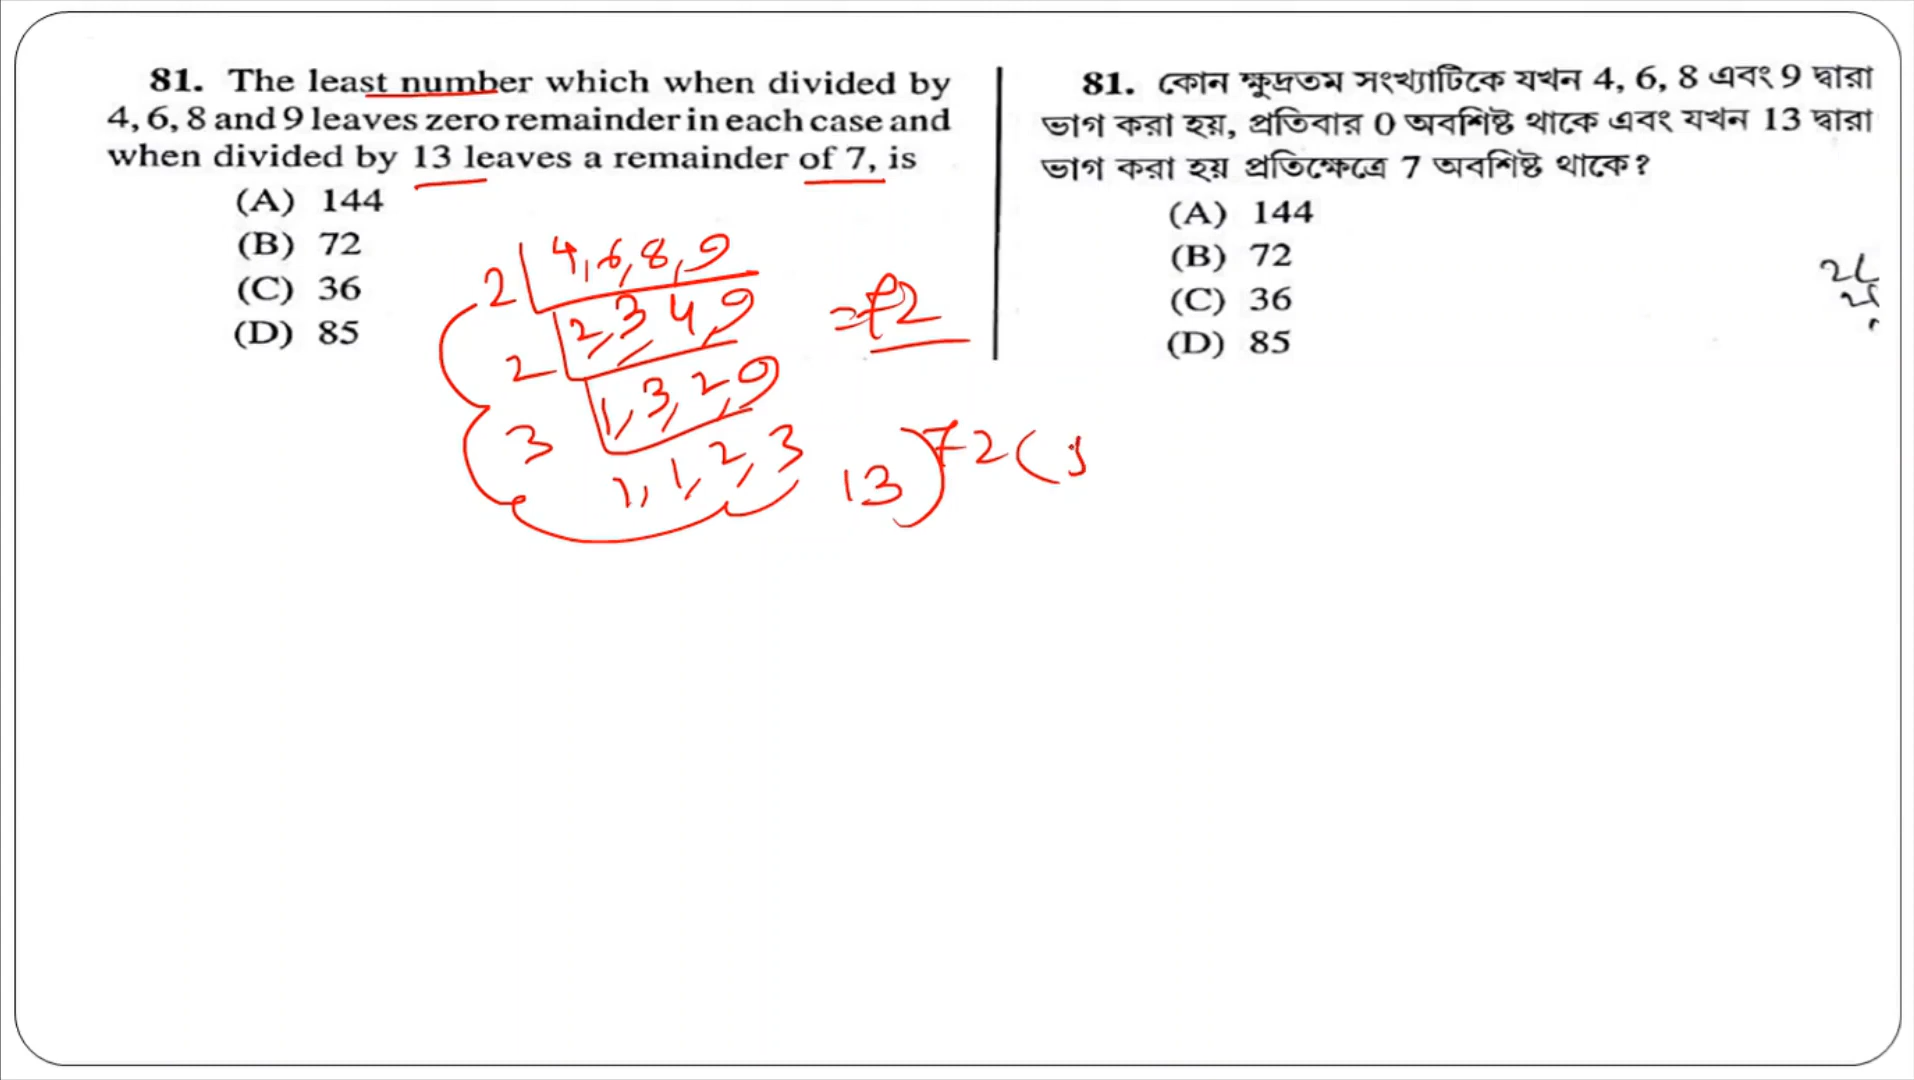 81. The least number which when divided by
4, 6, 8 and 9 leaves zero remainder in each case and
when divided by 13 leaves a remainder of 7, is
(A) 144
(B) 72
(C) 36
(D) 85
2 4, 6, 8, 9
2 2, 3 4, 9
3 1, 3, 2, 9
1, 1, 2, 3
= 72
13 ) 72 (
81. কোন ক্ষুদ্রতম সংখ্যাটিকে যখন 4, 6, 8 এবং 9 দ্বারা
ভাগ করা হয়, প্রতিবার 0 অবশিষ্ট থাকে এবং যখন 13 দ্বারা
ভাগ করা হয় প্রতিক্ষেত্রে 7 অবশিষ্ট থাকে?
(A) 144
(B) 72
(C) 36
(D) 85